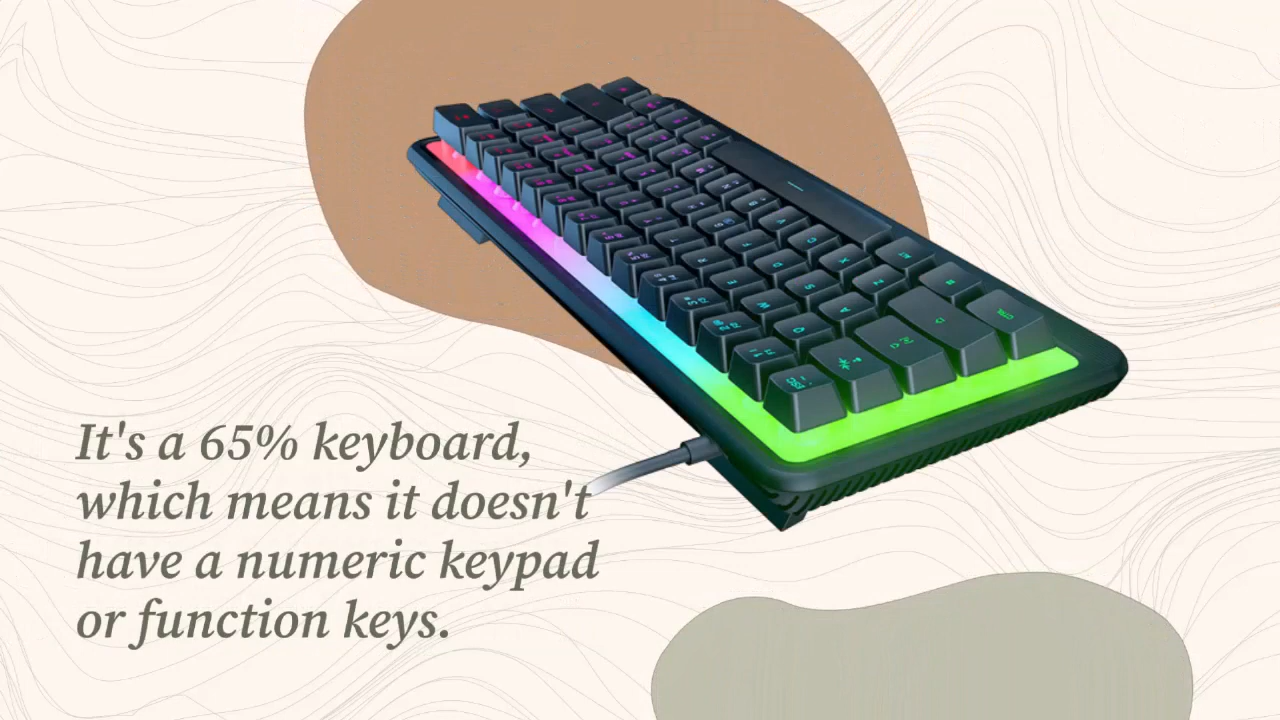 It's a 65% keyboard,
which means it doesn't
have a numeric keypad
or function keys.